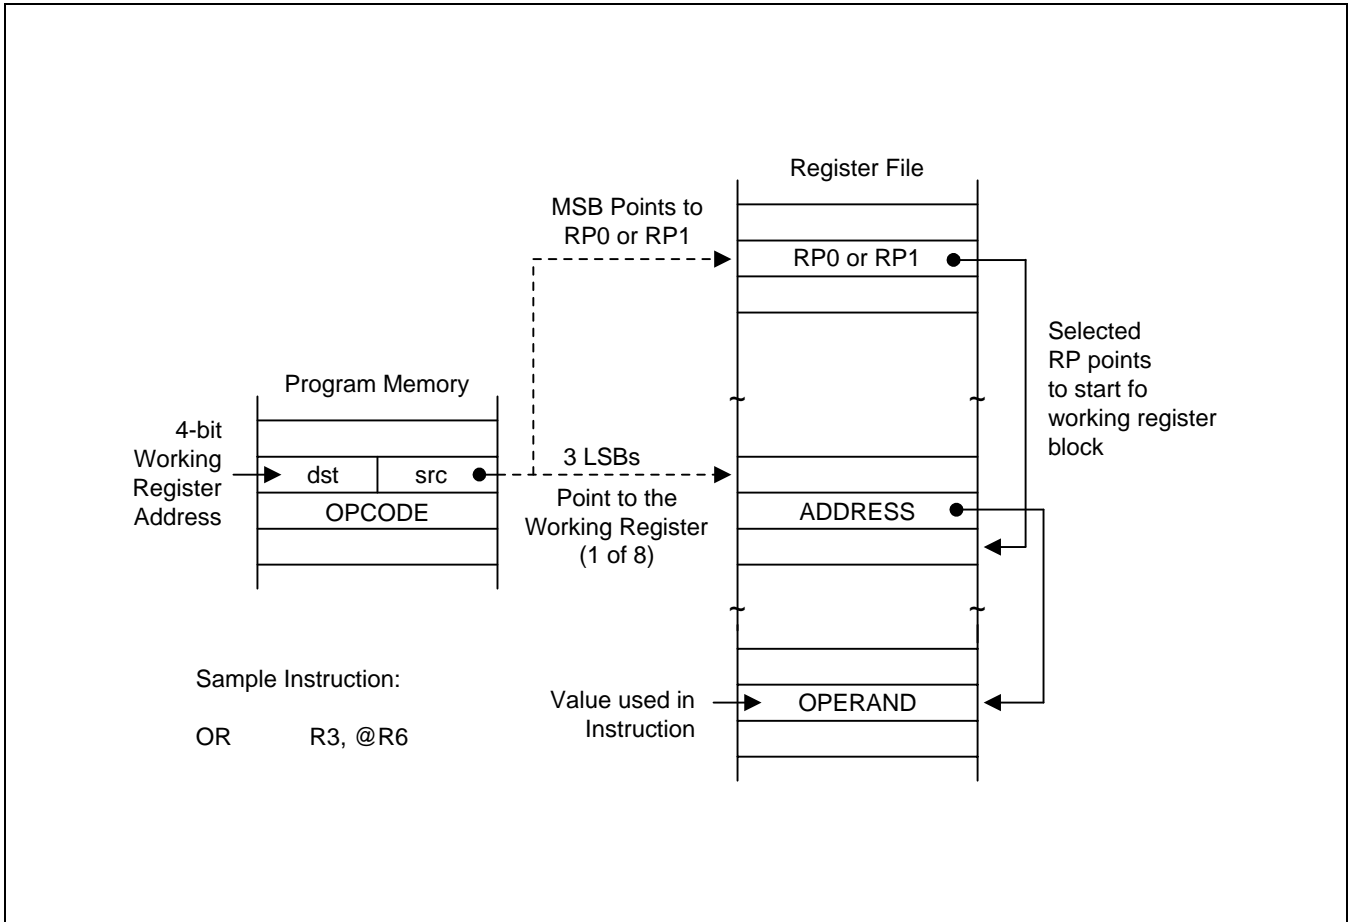 Register File
MSB Points to
RP0 or RP1
RP0 or RP1
Selected
RP points
to start fo
working register
block
Program Memory
4-bit
Working
Register
Address
dst
src
3 LSBs
Point to the
Working Register
(1 of 8)
OPCODE
ADDRESS
~
~
~
~
Sample Instruction:
OR R3, @R6
Value used in
Instruction
OPERAND